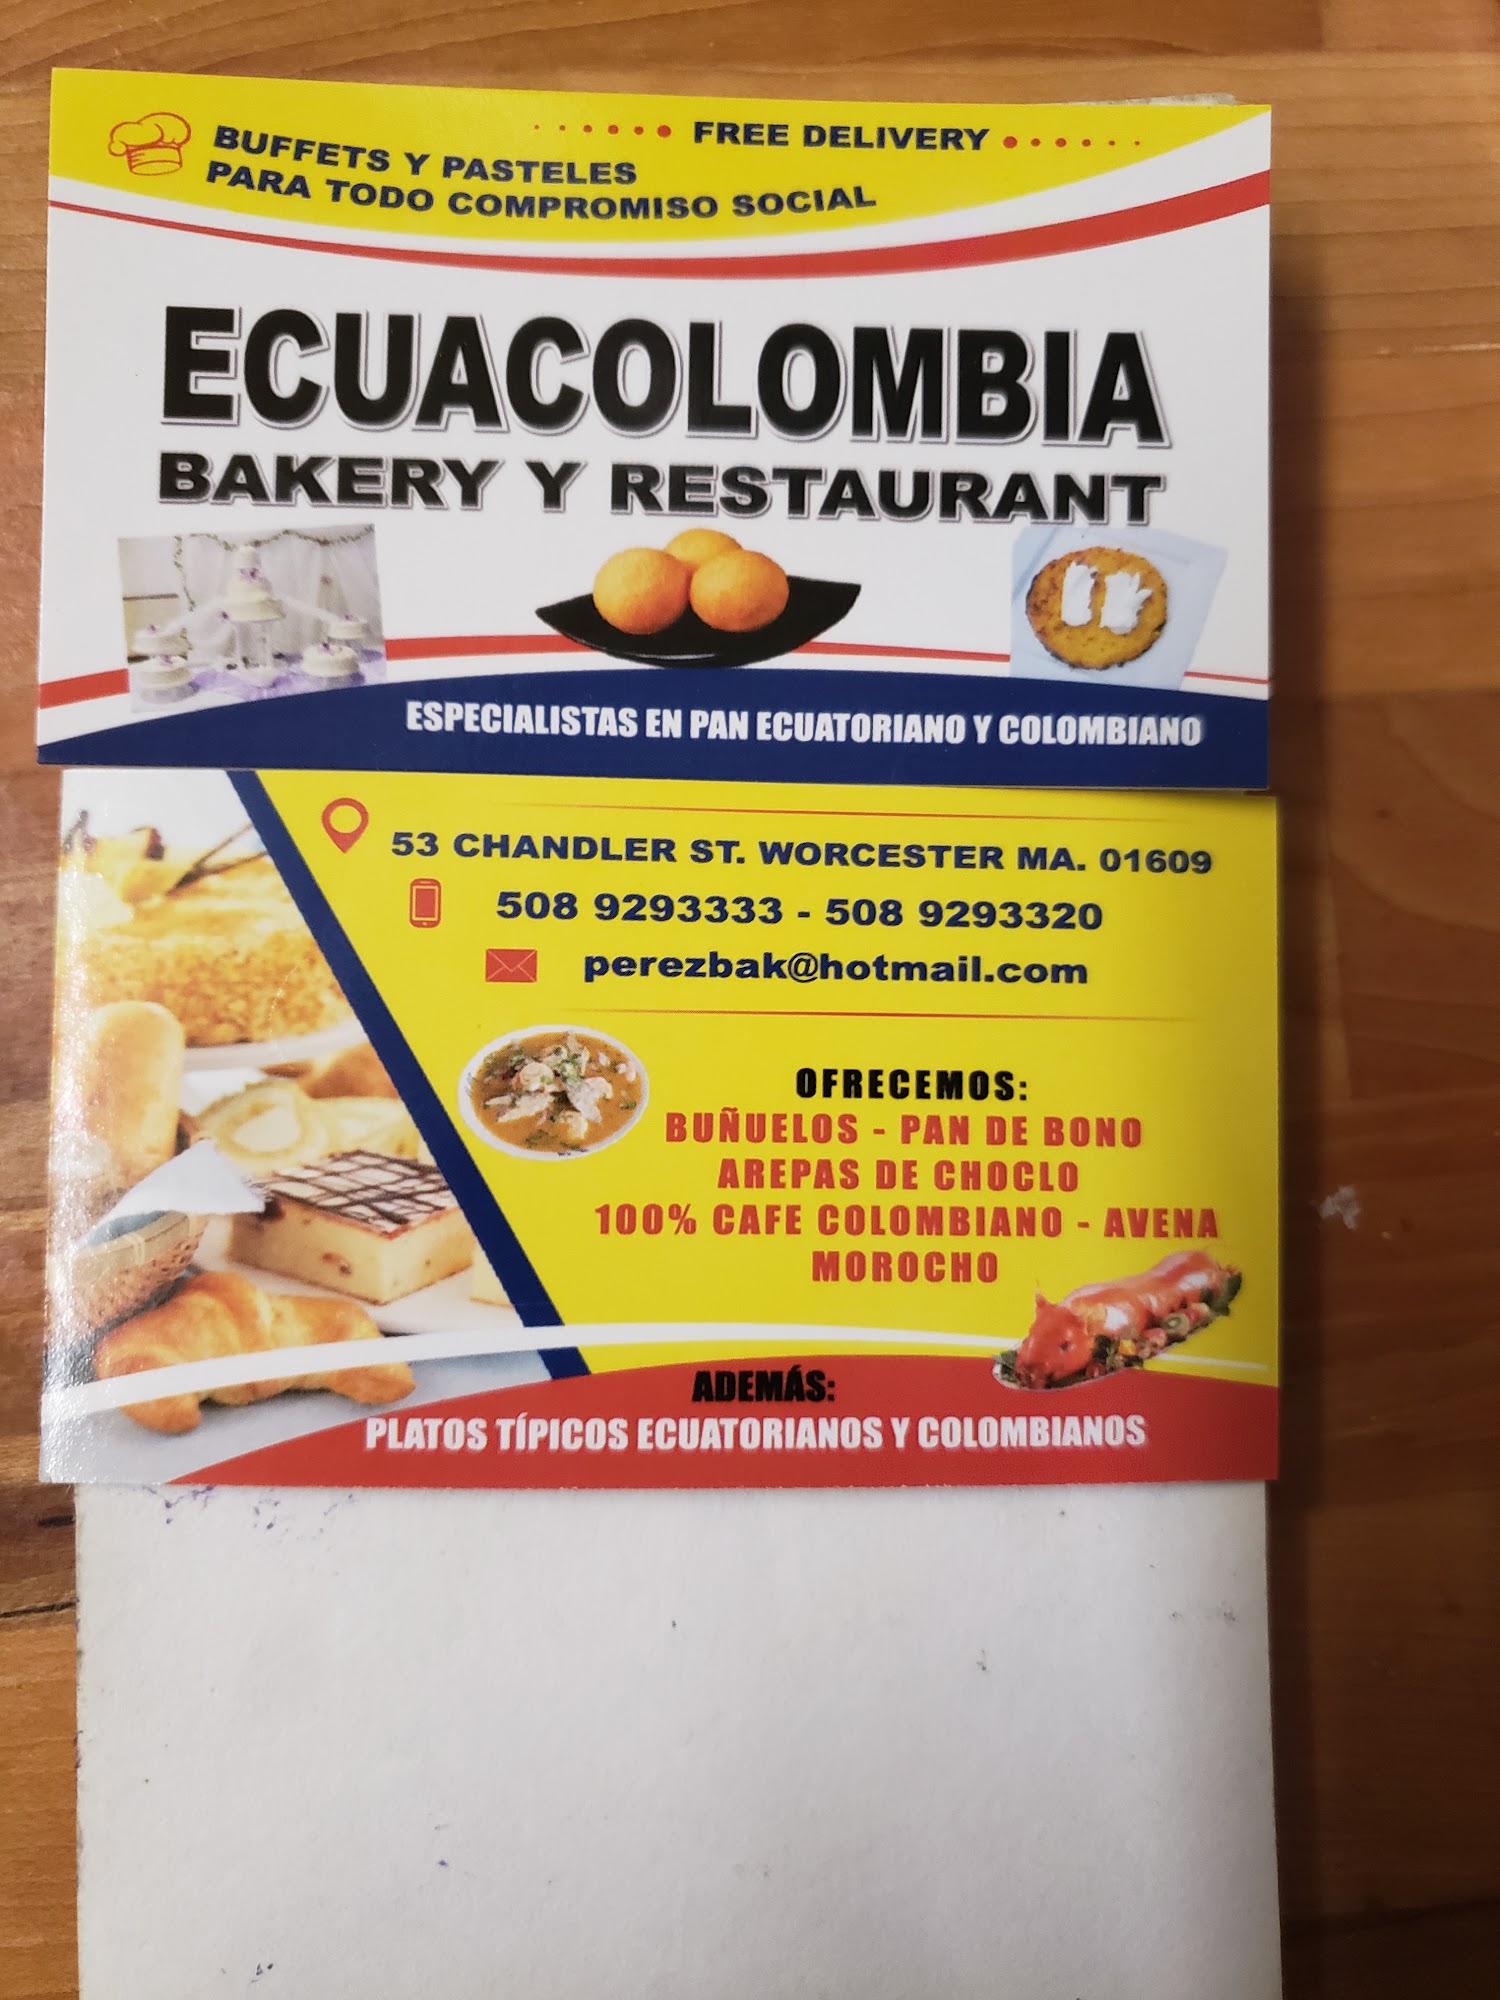 FREE DELIVERY
BUFFETS Y PASTELES
PARA TODO COMPROMISO SOCIAL
ECUACOLOMBIA
BAKERY Y RESTAURANT
ESPECIALISTAS EN PAN ECUATORIANO Y COLOMBIANO
53 CHANDLER ST. WORCESTER MA. 01609
508 9293333 - 508 9293320
perezbak@hotmail.com
OFRECEMOS:
BUÑUELOS - PAN DE BONO
AREPAS DE CHOCLO
100% CAFE COLOMBIANO - AVENA
MOROCHO
ADEMÁS:
PLATOS TÍPICOS ECUATORIANOS Y COLOMBIANOS